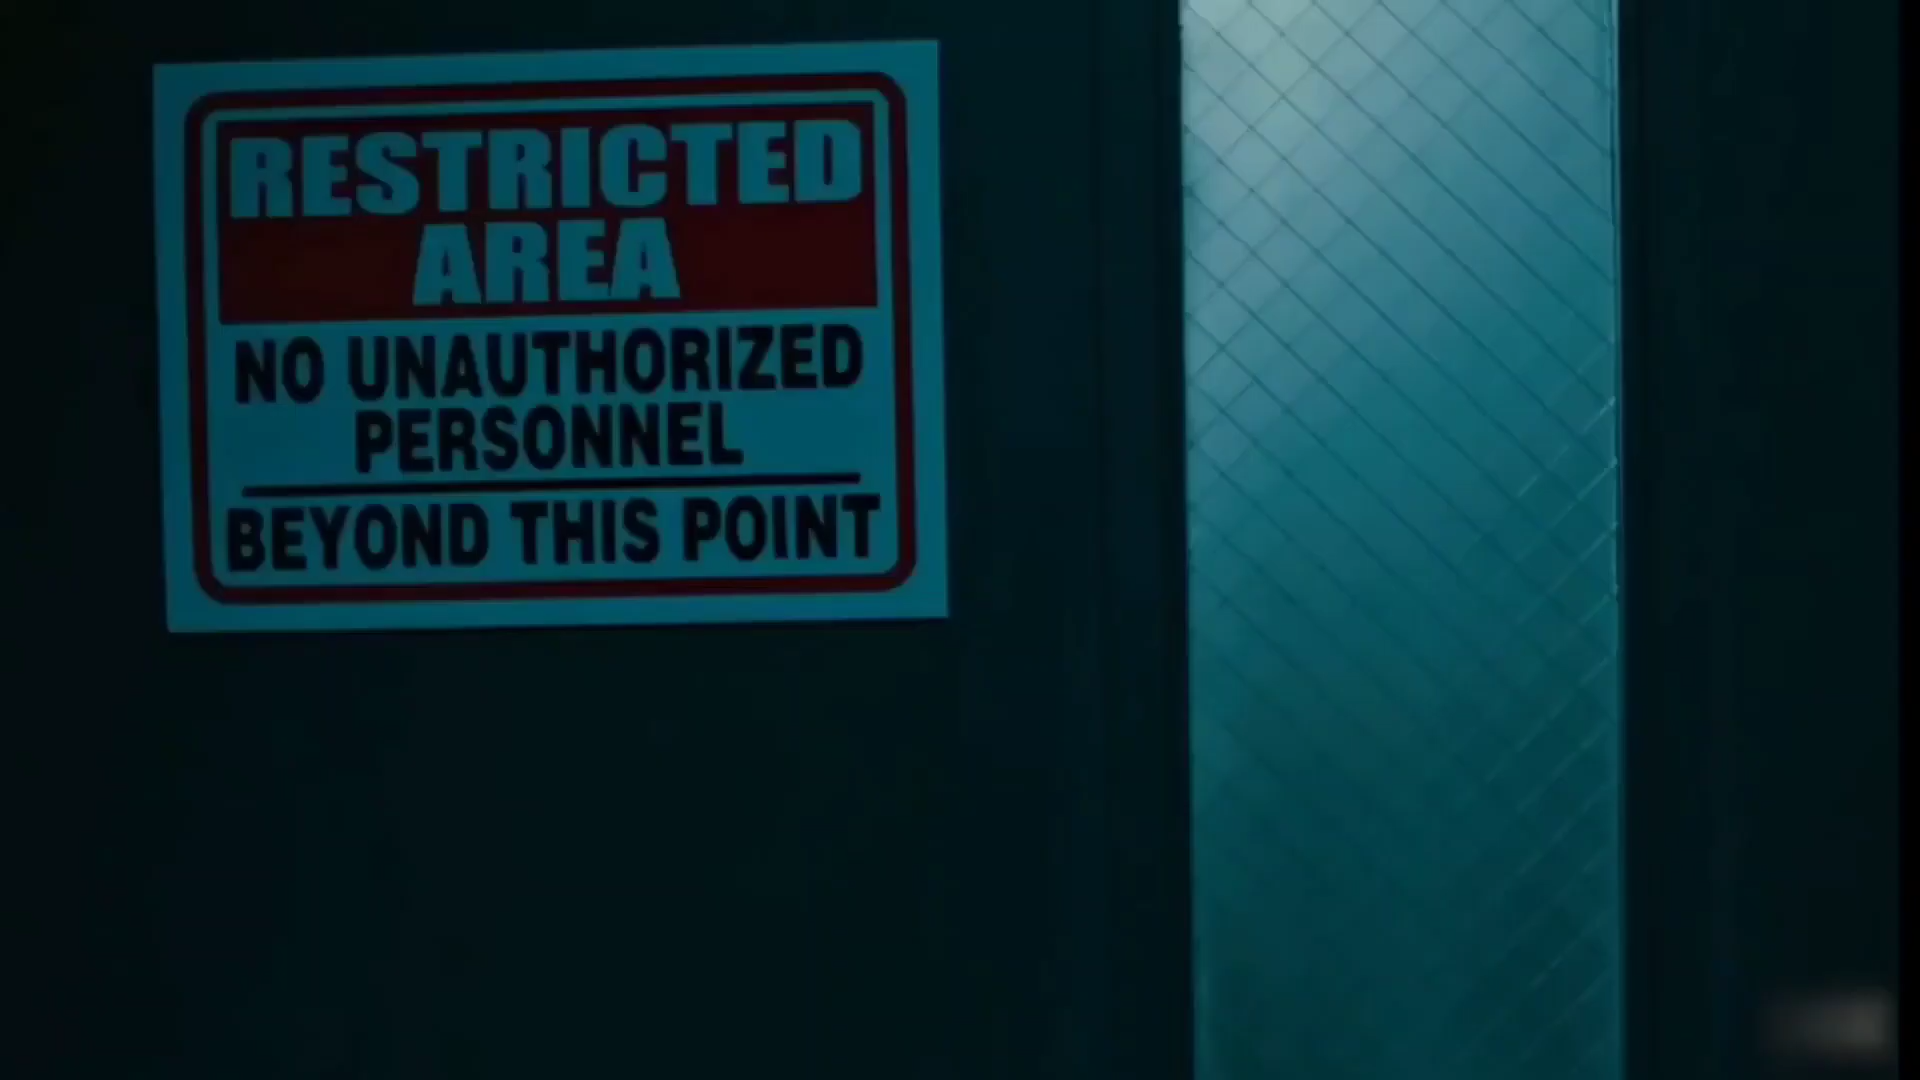 RESTRICTED
AREA
NO UNAUTHORIZED
PERSONNEL
BEYOND THIS POINT